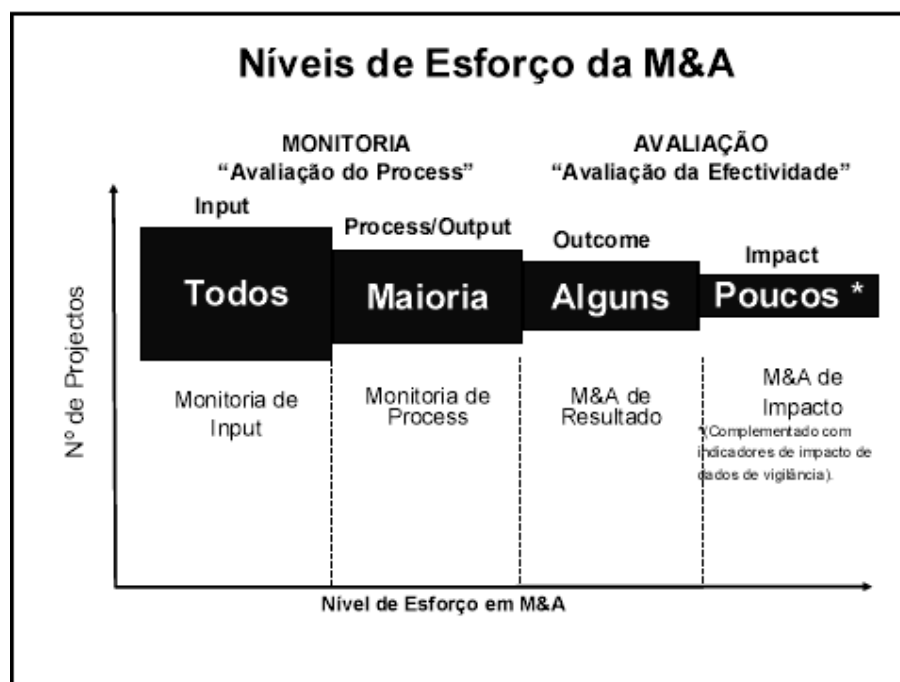 Níveis de Esforço da M&A
MONITORIA
“Avaliação do Process”
AVALIAÇÃO
“Avaliação da Efectividade”
Input
Process/Output
Outcome
Impact
Todos
Maioria
Alguns
Poucos *
Nº de Projectos
Monitoria de
Input
Monitoria de
Process
M&A de
Resultado
M&A de
Impacto
*(Complementado com
indicadores de impacto de
dados de vigilância).
Nível de Esforço em M&A